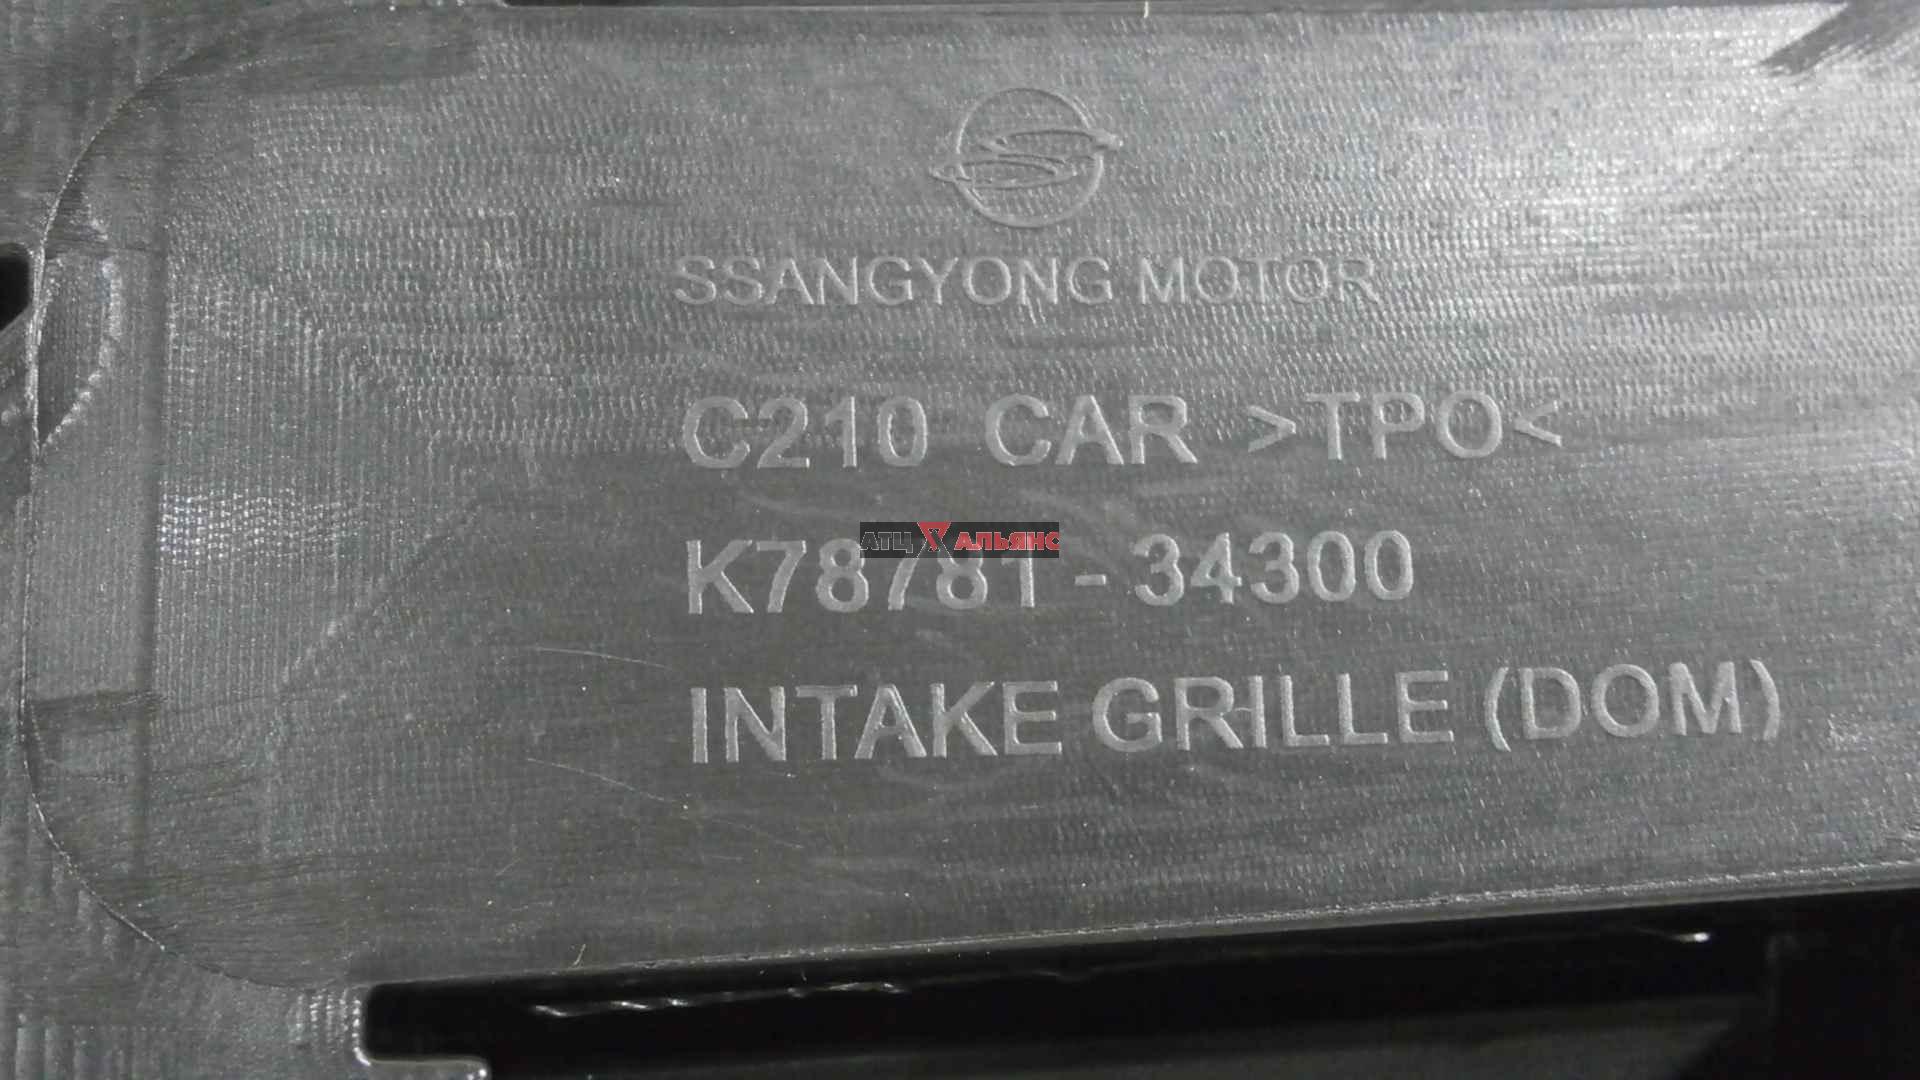 SSANGYONG MOTOR
C210 CAR >TPO<
АТЦ АЛЬЯНС
K78781-34300
INTAKE GRILLE (DOM)